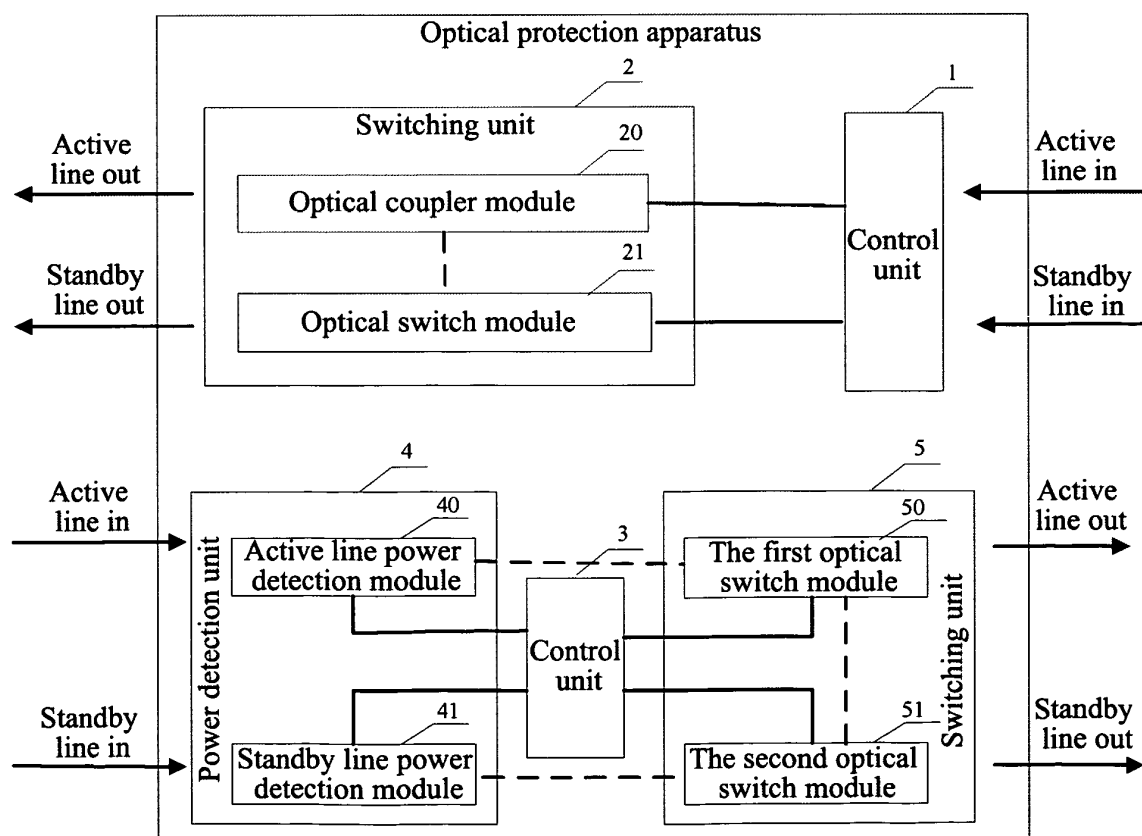 Optical protection apparatus
2
1
Switching unit
20
Optical coupler module
21
Optical switch module
Control
unit
Active
line out
Standby
line out
Active
line in
Standby
line in
4
5
Active
line in
Standby
line in
Power detection unit
40
Active line power
detection module
41
Standby line power
detection module
3
Control
unit
50
The first optical
switch module
51
The second optical
switch module
Switching unit
Active
line out
Standby
line out